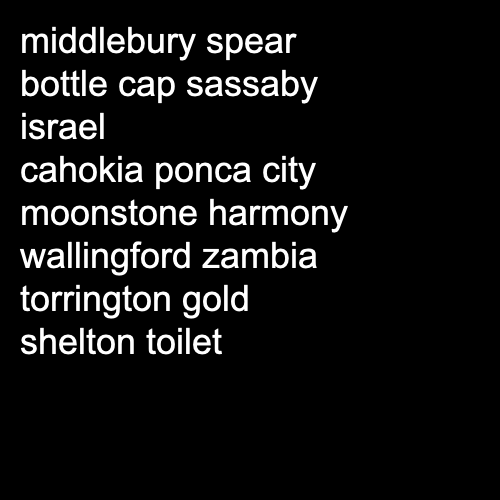 middlebury spear
bottle cap sassaby
israel
cahokia ponca city
moonstone harmony
wallingford zambia
torrington gold
shelton toilet